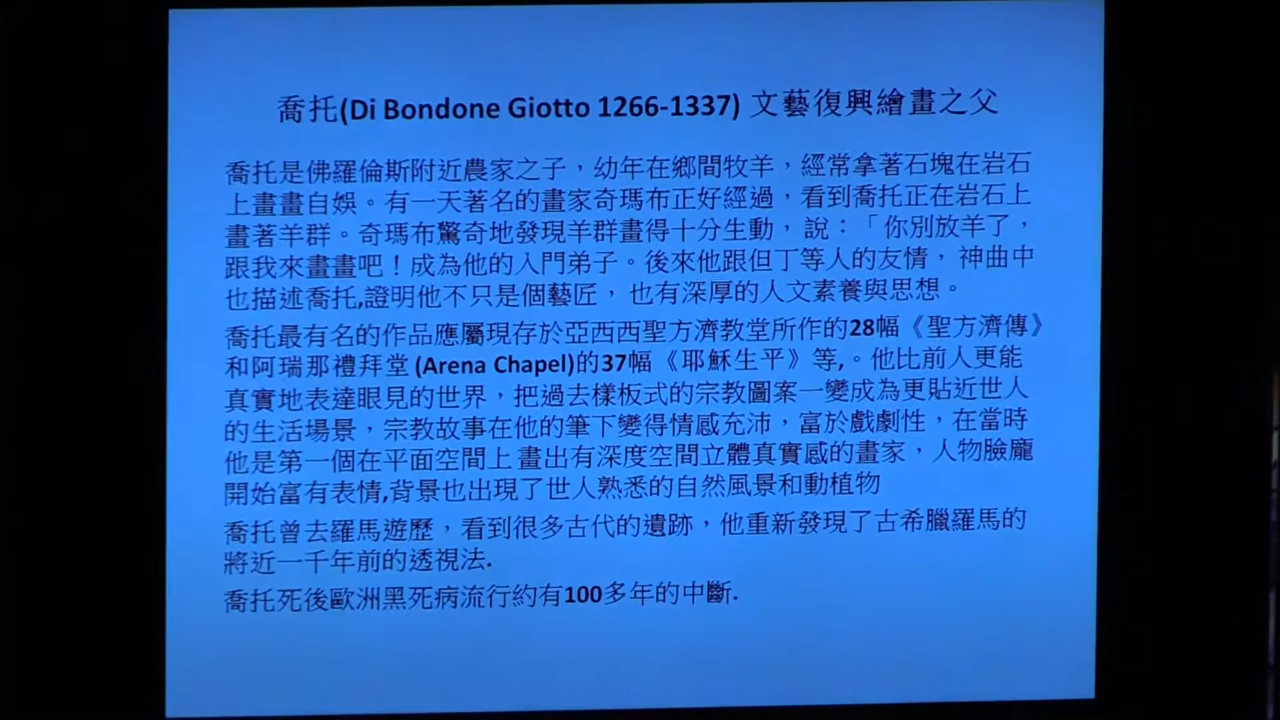 喬托(Di Bondone Giotto 1266-1337) 文藝復興繪畫之父
喬托是佛羅倫斯附近農家之子，幼年在鄉間牧羊，經常拿著石塊在岩石
上畫畫自娛。有一天著名的畫家奇瑪布正好經過，看到喬托正在岩石上
畫著羊群。奇瑪布驚奇地發現羊群畫得十分生動，說：「你別放羊了，
跟我來畫畫吧！成為他的入門弟子。後來他跟但丁等人的友情，神曲中
也描述喬托,證明他不只是個藝匠，也有深厚的人文素養與思想。
喬托最有名的作品應屬現存於亞西西聖方濟教堂所作的28幅《聖方濟傳》
和阿瑞那禮拜堂 (Arena Chapel)的37幅《耶穌生平》等,。他比前人更能
真實地表達眼見的世界，把過去樣板式的宗教圖案一變成為更貼近世人
的生活場景，宗教故事在他的筆下變得情感充沛，富於戲劇性，在當時
他是第一個在平面空間上畫出有深度空間立體真實感的畫家，人物臉龐
開始富有表情,背景也出現了世人熟悉的自然風景和動植物
喬托曾去羅馬遊歷，看到很多古代的遺跡，他重新發現了古希臘羅馬的
將近一千年前的透視法.
喬托死後歐洲黑死病流行約有100多年的中斷.